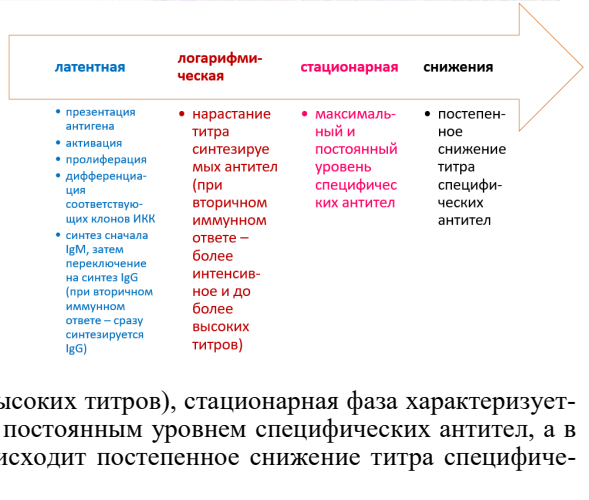 латентная
• презентация
антигена
• активация
• пролиферация
• дифференциа-
ция
соответствую-
щих клонов ИКК
• синтез сначала
IgM, затем
переключение
на синтез IgG
(при вторичном
иммунном
ответе – сразу
синтезируется
IgG)
логарифми-
ческая
• нарастание
титра
синтезируе
мых антител
(при
вторичном
иммунном
ответе –
более
интенсив-
ное и до
более
высоких
титров)
стационарная
• максималь-
ный и
постоянный
уровень
специфичес
ких антител
снижения
• постепен-
ное
снижение
титра
специфи-
ческих
антител
ысоких титров), стационарная фаза характеризует-
постоянным уровнем специфических антител, а в
исходит постепенное снижение титра специфиче-